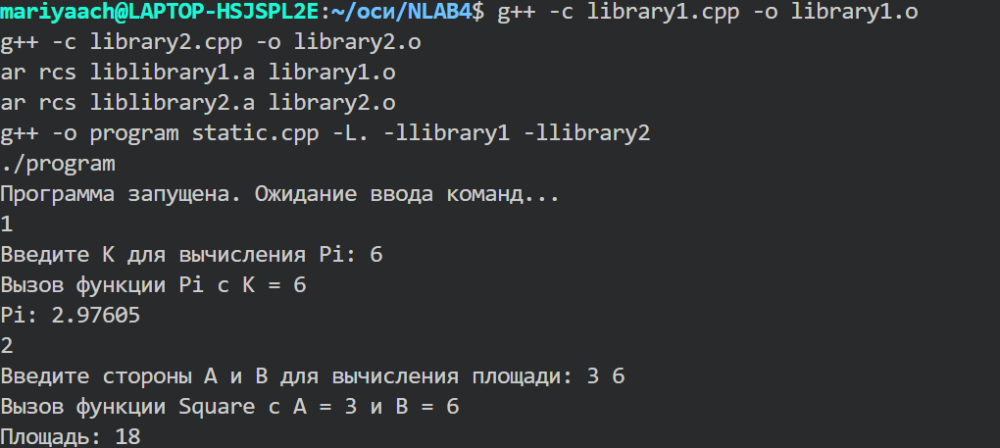 mariyaach@LAPTOP-HSJSPL2E:~/оси/NLAB4$ g++ -c library1.cpp -o library1.o
g++ -c library2.cpp -o library2.o
ar rcs liblibrary1.a library1.o
ar rcs liblibrary2.a library2.o
g++ -o program static.cpp -L. -llibrary1 -llibrary2
./program
Программа запущена. Ожидание ввода команд...
1
Введите K для вычисления Pi: 6
Вызов функции Pi с K = 6
Pi: 2.97605
2
Введите стороны A и B для вычисления площади: 3 6
Вызов функции Square с A = 3 и B = 6
Площадь: 18